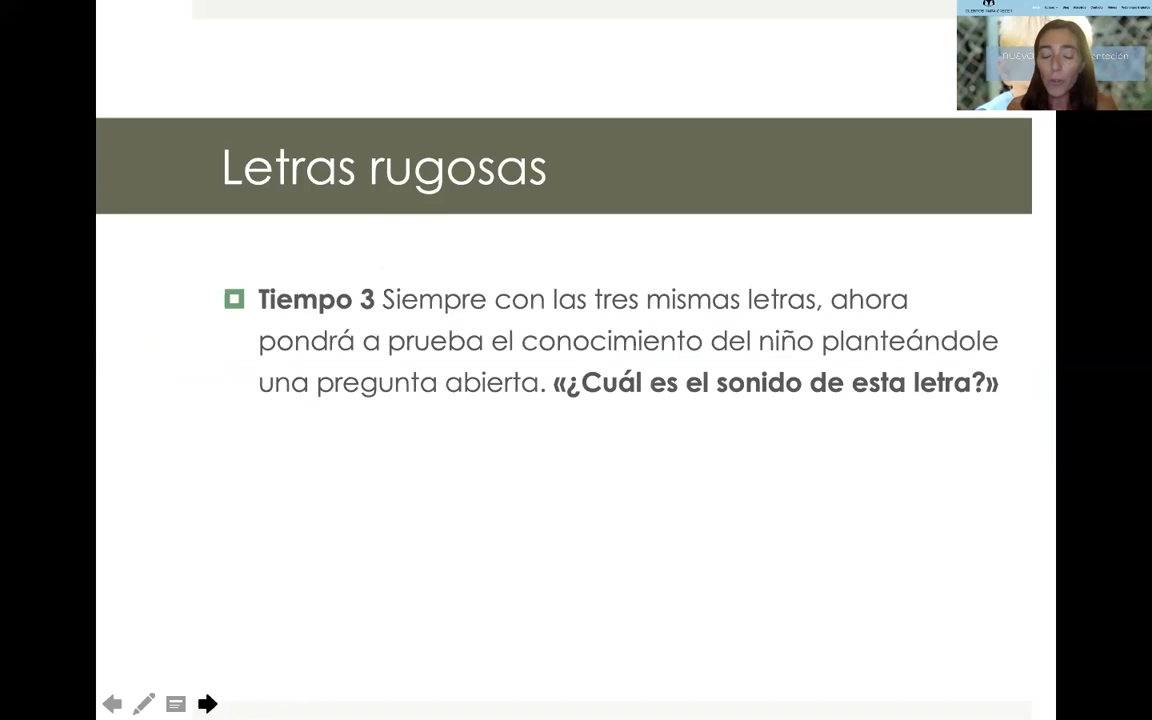 Letras rugosas
Tiempo 3 Siempre con las tres mismas letras, ahora
pondrá a prueba el conocimiento del niño planteándole
una pregunta abierta. «¿Cuál es el sonido de esta letra?»